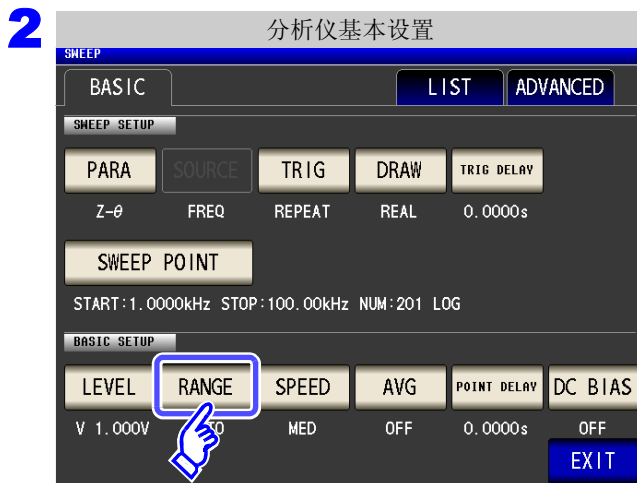 2
分析仪基本设置
SWEEP
BASIC LIST ADVANCED
SWEEP SETUP
PARA SOURCE TRIG DRAW TRIG DELAY
Z-θ FREQ REPEAT REAL 0.0000s
SWEEP POINT
START:1.0000kHz STOP:100.00kHz NUM:201 LOG
BASIC SETUP
LEVEL RANGE SPEED AVG POINT DELAY DC BIAS
V 1.000V TO MED OFF 0.0000s OFF
EXIT